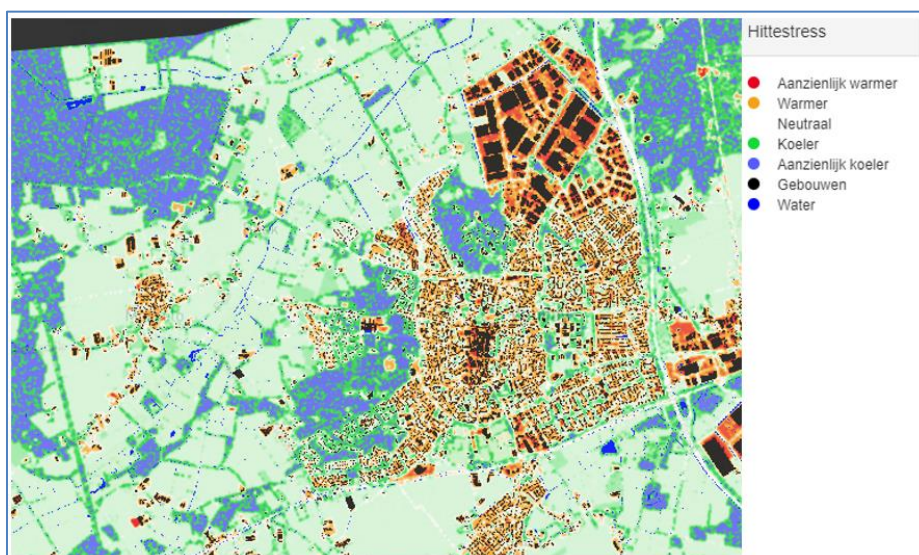 Hittestress
Aanzienlijk warmer
Warmer
Neutraal
Koeler
Aanzienlijk koeler
Gebouwen
Water